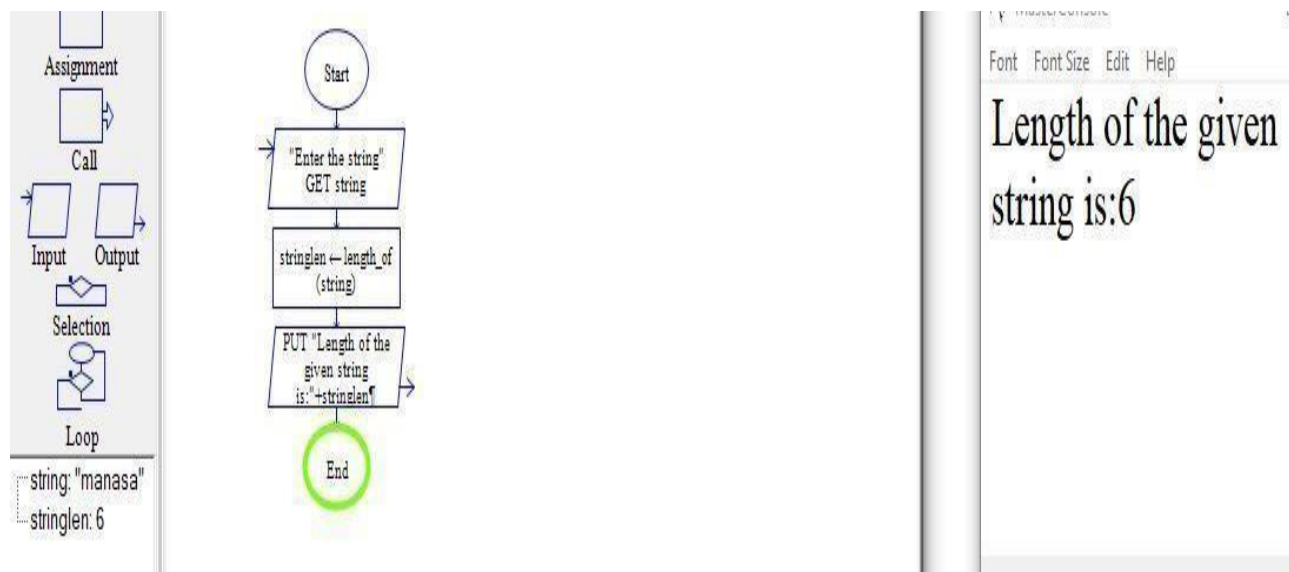 Assignment
Call
Input Output
Selection
Loop
string: "manasa"
stringlen: 6
Start
"Enter the string"
GET string
stringlen ← length_of
(string)
PUT "Length of the
given string
is:"+stringlen¶
End
MasterConsole
Font Font Size Edit Help
Length of the given
string is:6